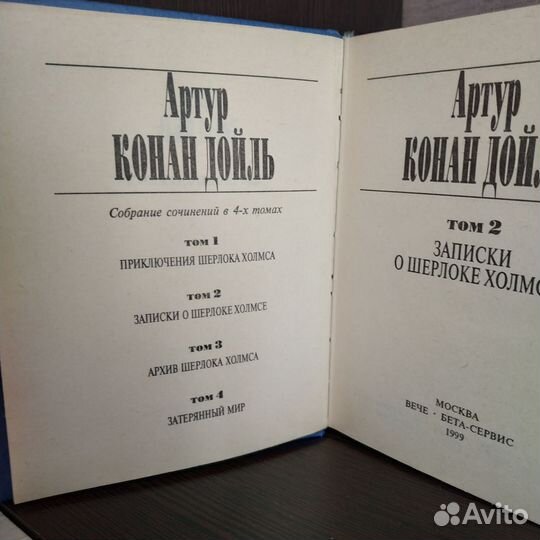 Артур
КОНАН ДОЙЛЬ
Собрание сочинений в 4-х томах
том 1
ПРИКЛЮЧЕНИЯ ШЕРЛОКА ХОЛМСА
том 2
ЗАПИСКИ О ШЕРЛОКЕ ХОЛМСЕ
том 3
АРХИВ ШЕРЛОКА ХОЛМСА
том 4
ЗАТЕРЯННЫЙ МИР
Артур
КОНАН ДОЙЛ
том 2
ЗАПИСКИ
О ШЕРЛОКЕ ХОЛМС
МОСКВА
ВЕЧЕ · БЕТА-СЕРВИС
1999
Avito